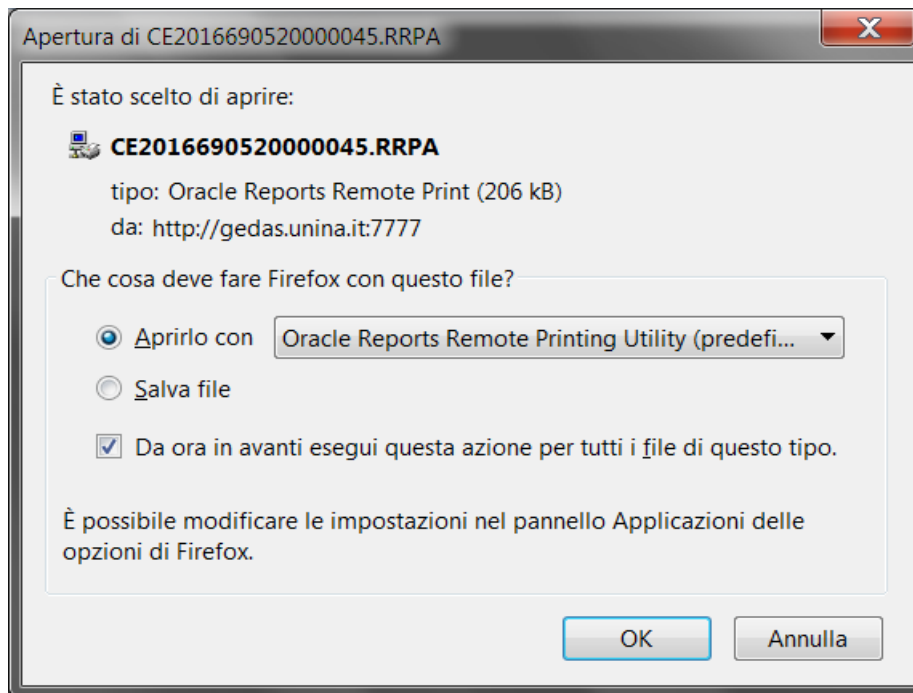 Apertura di CE2016690520000045.RRPA
È stato scelto di aprire:
CE2016690520000045.RRPA
tipo: Oracle Reports Remote Print (206 kB)
da: http://gedas.unina.it:7777
Che cosa deve fare Firefox con questo file?
Aprirlo con Oracle Reports Remote Printing Utility (predefi...
Salva file
Da ora in avanti esegui questa azione per tutti i file di questo tipo.
È possibile modificare le impostazioni nel pannello Applicazioni delle
opzioni di Firefox.
OK Annulla